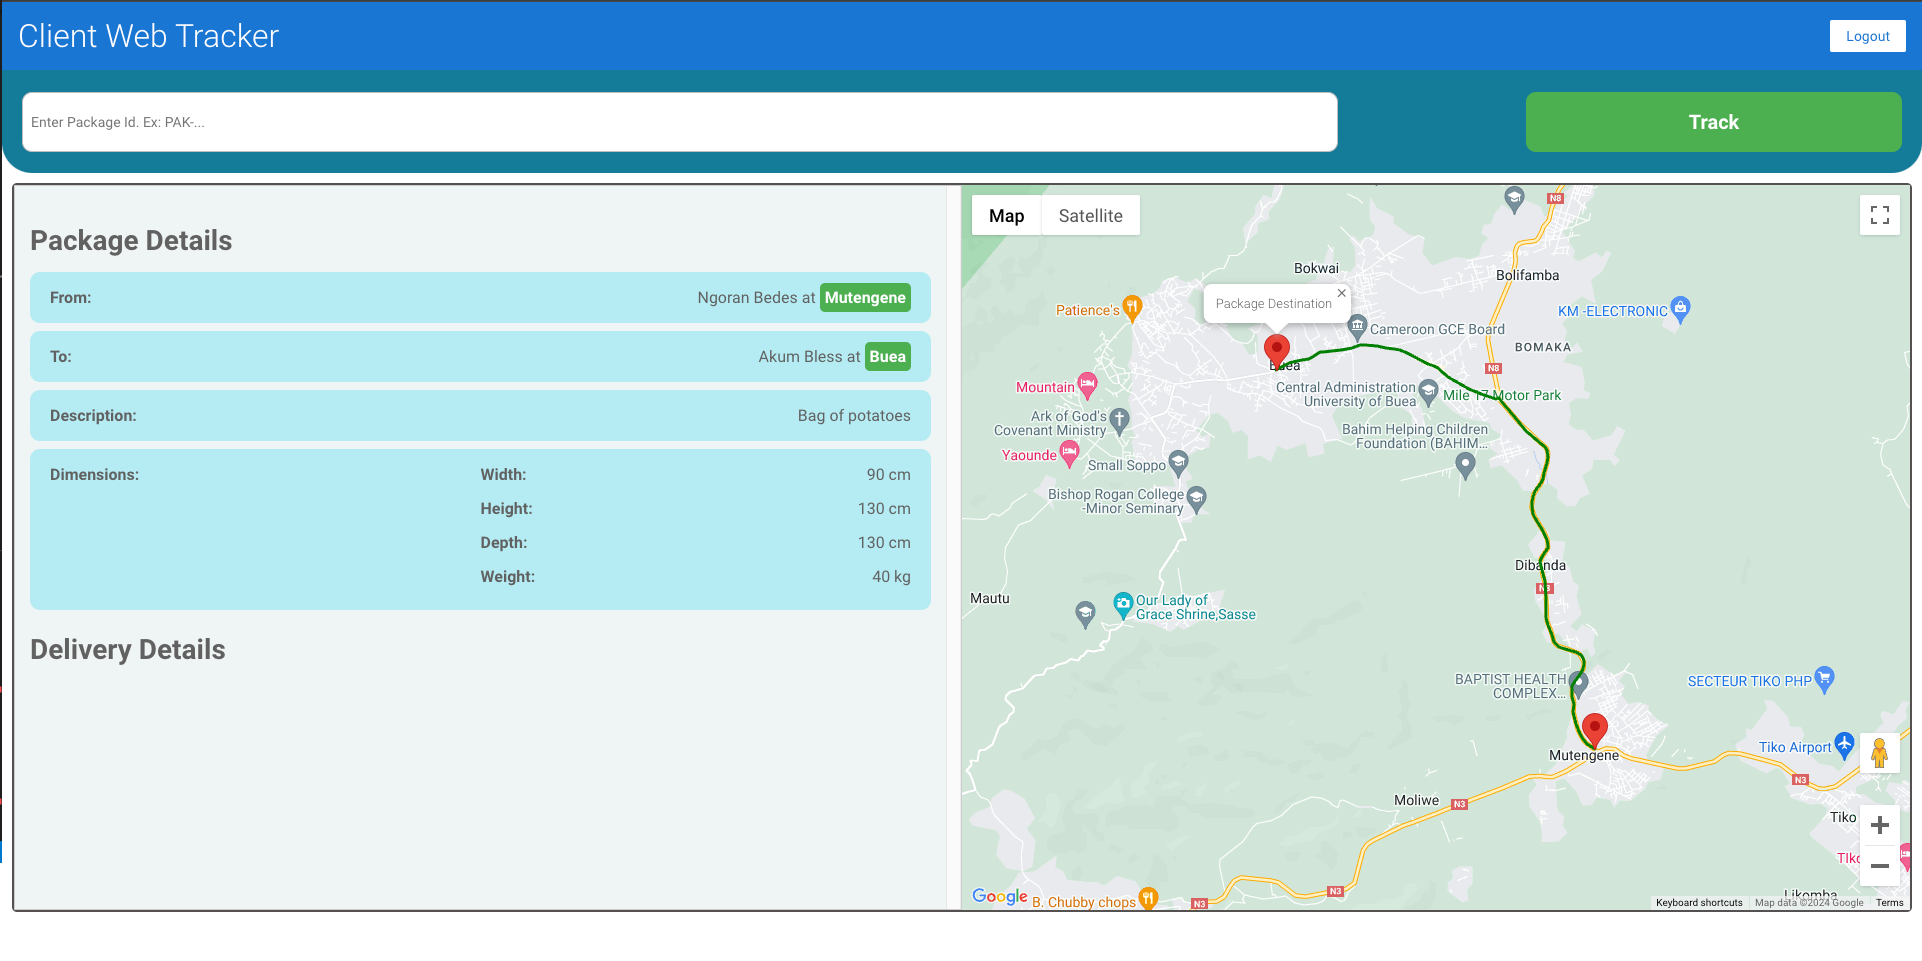 Client Web Tracker
Logout
Enter Package Id. Ex: PAK-...
Track
Package Details
From:
Ngoran Bedes at Mutengene
To:
Akum Bless at Buea
Description:
Bag of potatoes
Dimensions:
Width:
90 cm
Height:
130 cm
Depth:
130 cm
Weight:
40 kg
Delivery Details
Map
Satellite
N8
Bokwai
Bolifamba
Package Destination
Patience's
KM -ELECTRONIC
Cameroon GCE Board
BOMAKA
Buea
N8
Mountain
Central Administration
University of Buea
Mile 17 Motor Park
Ark of God's
Covenant Ministry
Bahim Helping Children
Foundation (BAHIM...
Yaounde
Small Soppo
Bishop Rogan College
-Minor Seminary
Dibanda
Mautu
Our Lady of
Grace Shrine,Sasse
BAPTIST HEALTH
COMPLEX...
SECTEUR TIKO PHP
Mutengene
Tiko Airport
N3
Moliwe
N3
Tiko
N3
Google
B. Chubby chops
N3
Likomba
Keyboard shortcuts
Map data ©2024 Google
Terms